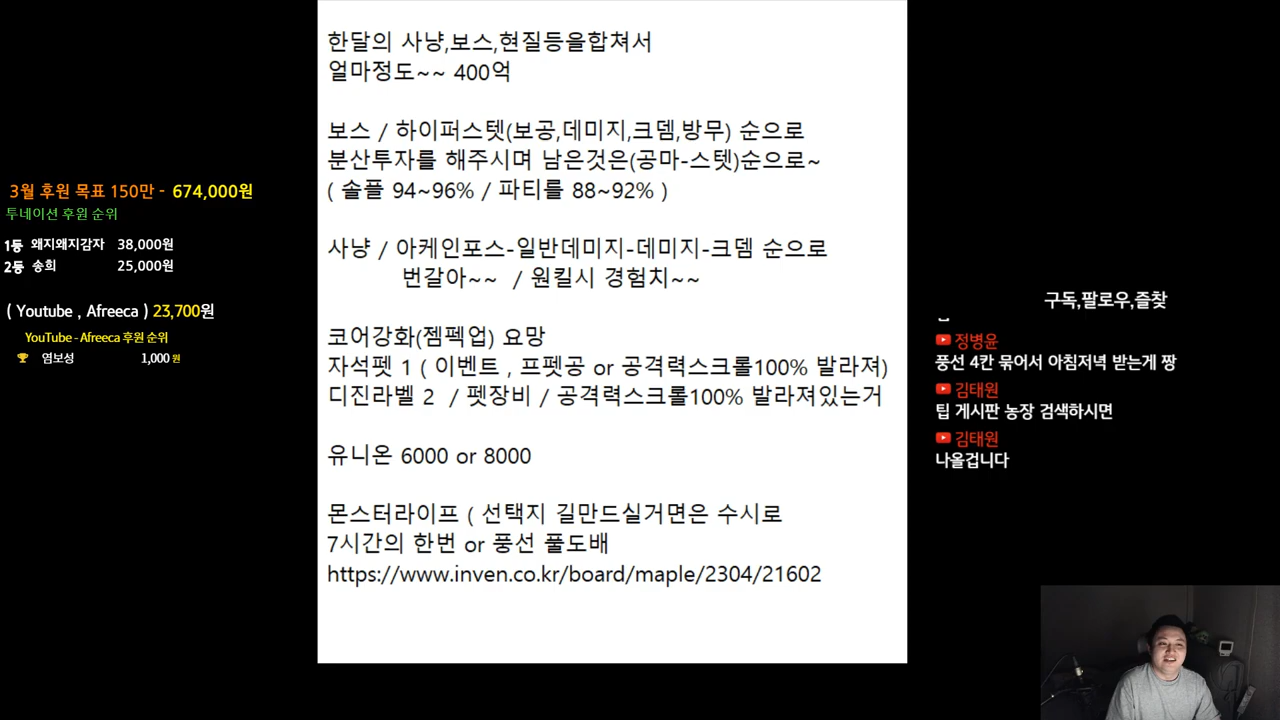 한달의 사냥,보스,현질등을합쳐서
얼마정도~~ 400억
보스 / 하이퍼스텟(보공,데미지,크뎀,방무) 순으로
분산투자를 해주시며 남은것은(공마-스텟)순으로~
( 솔플 94~96% / 파티플 88~92% )
사냥 / 아케인포스-일반데미지-데미지-크뎀 순으로
번갈아~~ / 원킬시 경험치~~
코어강화(젬펙업) 요망
자석펫 1 ( 이벤트 , 프펫공 or 공격력스크롤100% 발라져)
디진라벨 2 / 펫장비 / 공격력스크롤100% 발라져있는거
유니온 6000 or 8000
몬스터라이프 ( 선택지 길만드실거면은 수시로
7시간의 한번 or 풍선 풀도배
https://www.inven.co.kr/board/maple/2304/21602
3월 후원 목표 150만 - 674,000원
투네이션 후원 순위
1등 왜지왜지감자 38,000원
2등 송희 25,000원
( Youtube , Afreeca ) 23,700원
YouTube - Afreeca 후원 순위
염보성 1,000 원
구독,팔로우,즐찾
정병윤
풍선 4칸 묶어서 아침저녁 받는게 짱
김태원
팁 게시판 농장 검색하시면
김태원
나올겁니다